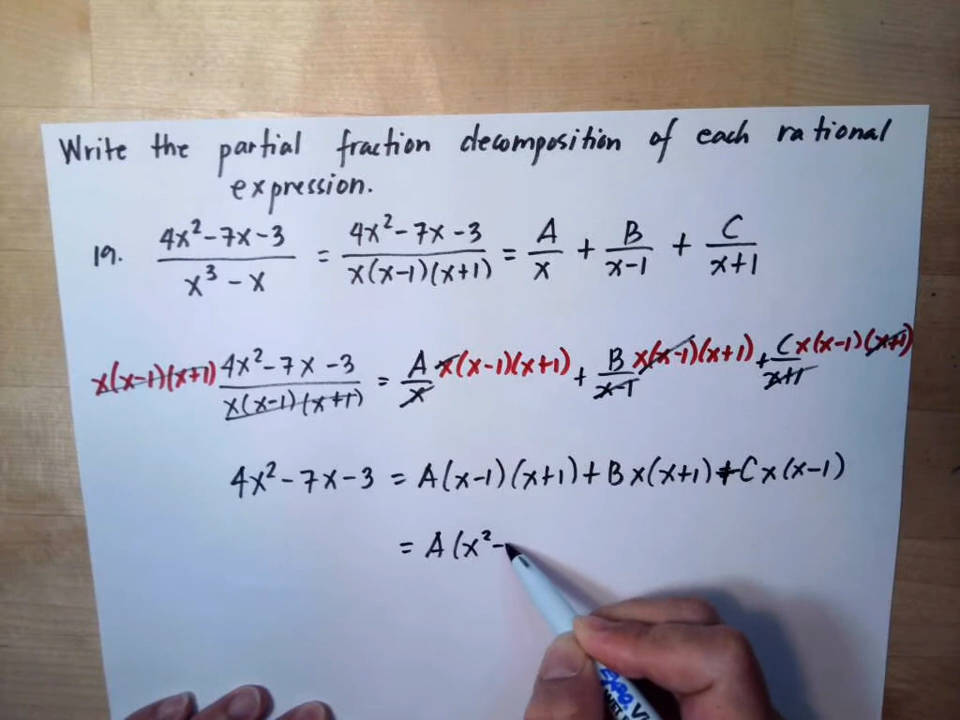 Write the partial fraction decomposition of each rational
expression.
19. (4x²-7x-3)/(x³-x) = (4x²-7x-3)/(x(x-1)(x+1)) = A/x + B/(x-1) + C/(x+1)
x(x-1)(x+1) (4x²-7x-3)/(x(x-1)(x+1)) = A/x x(x-1)(x+1) + B/(x-1) x(x-1)(x+1) + C/(x+1) x(x-1)(x+1)
4x²-7x-3 = A(x-1)(x+1)+Bx(x+1)+Cx(x-1)
= A(x²-
EXPO